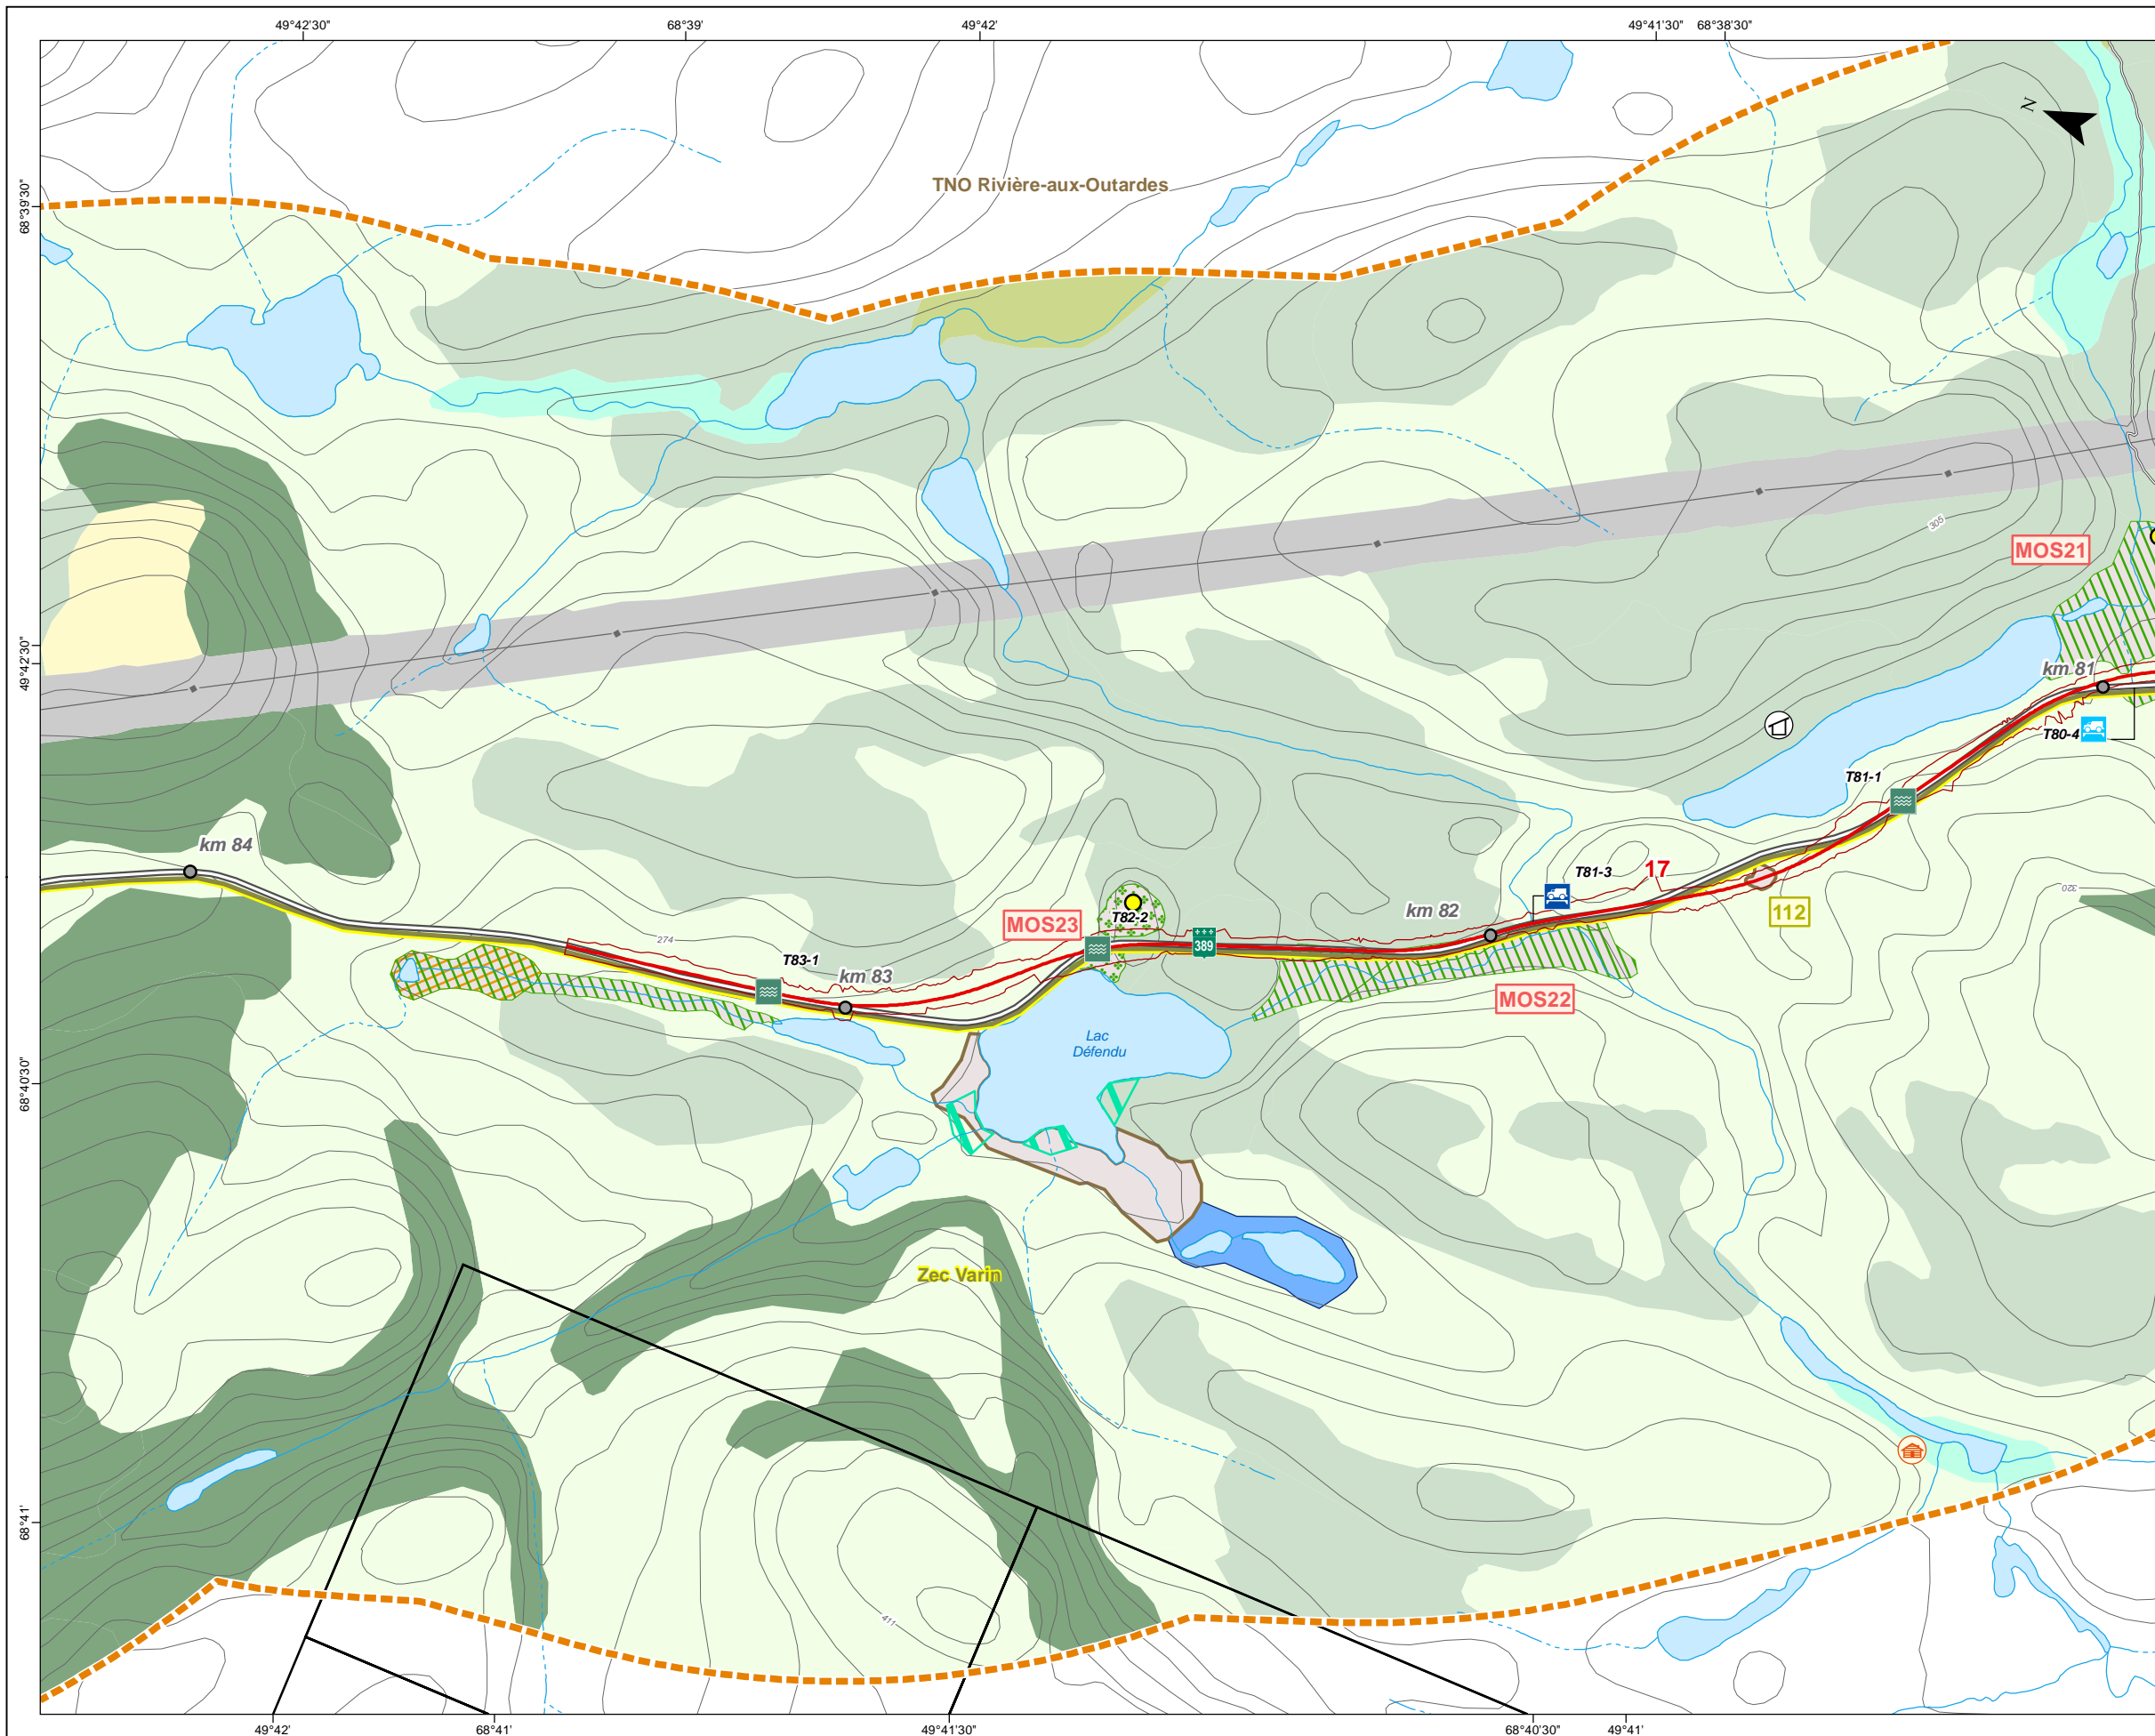 49°42'30"
68°39'
49°42'
49°41'30"
68°38'30"
N
TNO Rivière-aux-Outardes
68°39'30"
305
MOS21
49°42'30"
km 81
T80-4
T81-1
km 84
T81-3
17
320
112
T82-2
km 82
MOS23
274
389
T83-1
km 83
MOS22
Lac
Défendu
68°40'30"
Zec Varin
68°41'
411
49°42'
68°41'
49°41'30"
68°40'30"
49°41'